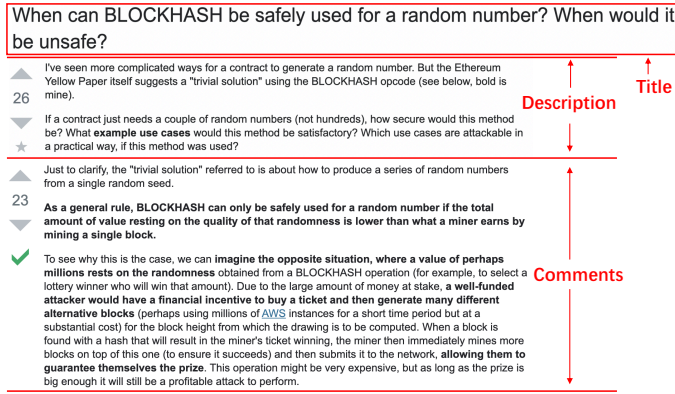 When can BLOCKHASH be safely used for a random number? When would it
be unsafe?
Title
I've seen more complicated ways for a contract to generate a random number. But the Ethereum
Yellow Paper itself suggests a "trivial solution" using the BLOCKHASH opcode (see below, bold is
mine).
26
If a contract just needs a couple of random numbers (not hundreds), how secure would this method
be? What example use cases would this method be satisfactory? Which use cases are attackable in
a practical way, if this method was used?
Description
Just to clarify, the "trivial solution" referred to is about how to produce a series of random numbers
from a single random seed.
23
As a general rule, BLOCKHASH can only be safely used for a random number if the total
amount of value resting on the quality of that randomness is lower than what a miner earns by
mining a single block.
To see why this is the case, we can imagine the opposite situation, where a value of perhaps
millions rests on the randomness obtained from a BLOCKHASH operation (for example, to select a
lottery winner who will win that amount). Due to the large amount of money at stake, a well-funded
attacker would have a financial incentive to buy a ticket and then generate many different
alternative blocks (perhaps using millions of AWS instances for a short time period but at a
substantial cost) for the block height from which the drawing is to be computed. When a block is
found with a hash that will result in the miner's ticket winning, the miner then immediately mines more
blocks on top of this one (to ensure it succeeds) and then submits it to the network, allowing them to
guarantee themselves the prize. This operation might be very expensive, but as long as the prize is
big enough it will still be a profitable attack to perform.
Comments